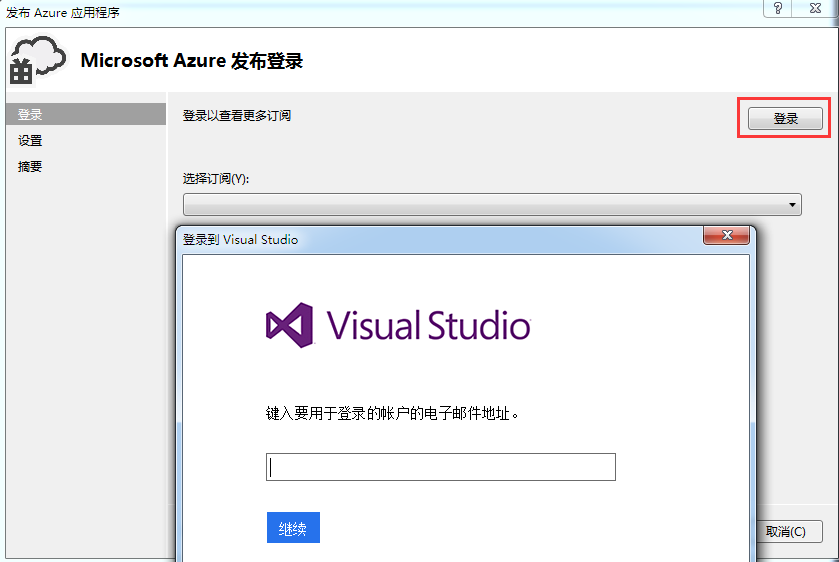 发布 Azure 应用程序
Microsoft Azure 发布登录
登录
设置
摘要
登录以查看更多订阅
登录
选择订阅(Y):
登录到 Visual Studio
Visual Studio
键入要用于登录的帐户的电子邮件地址。
继续
取消(C)